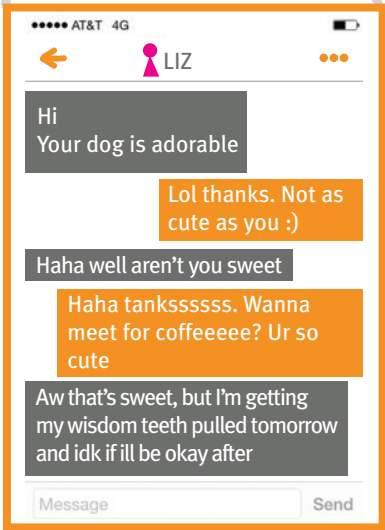 AT&T 4G
LIZ
Hi
Your dog is adorable
Lol thanks. Not as
cute as you :)
Haha well aren't you sweet
Haha tankssssss. Wanna
meet for coffeeeee? Ur so
cute
Aw that's sweet, but I'm getting
my wisdom teeth pulled tomorrow
and idk if ill be okay after
Message Send